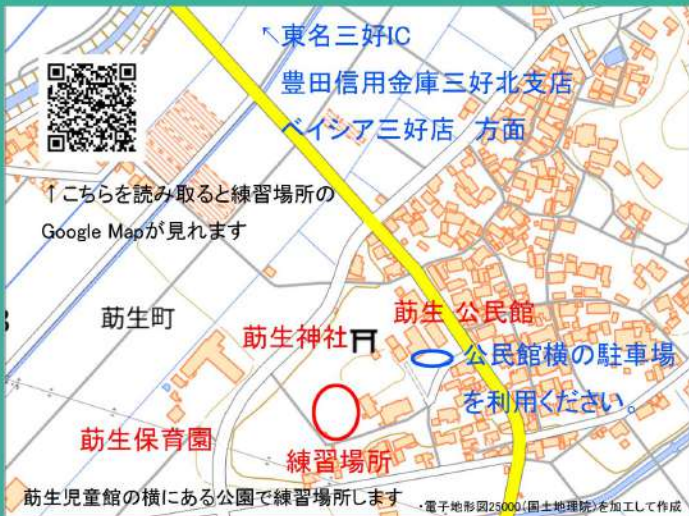 ↖東名三好IC
豊田信用金庫三好北支店
ベイシア三好店 方面
↑こちらを読み取ると練習場所の
Google Mapが見れます
莇生町
莇生神社
莇生 公民館
公民館横の駐車場
を利用ください。
莇生保育園
練習場所
莇生児童館の横にある公園で練習場所します
・電子地形図25000(国土地理院)を加工して作成